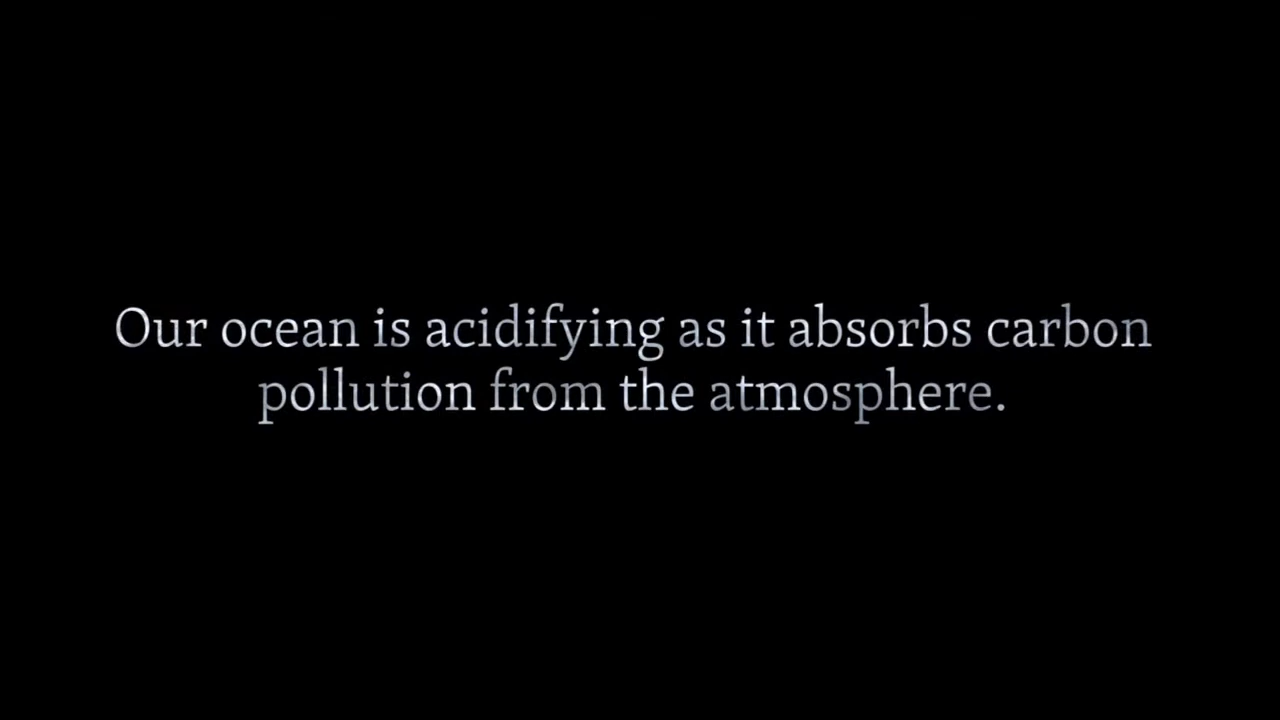 Our ocean is acidifying as it absorbs carbon
pollution from the atmosphere.